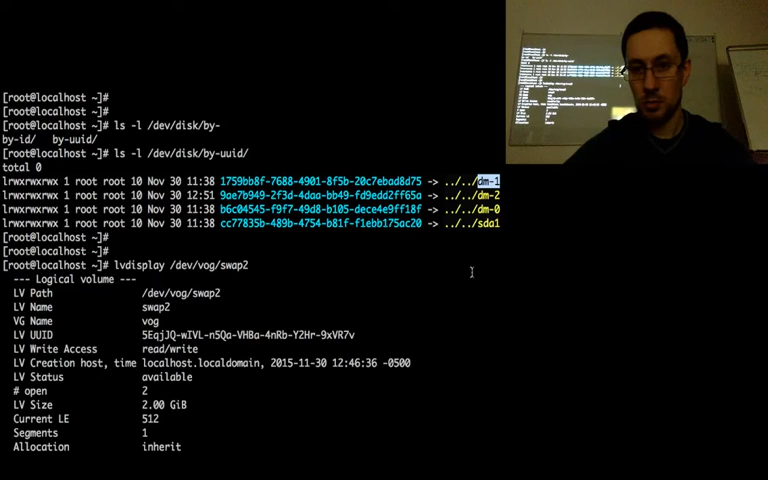 [root@localhost ~]#
[root@localhost ~]#
[root@localhost ~]# ls -l /dev/disk/by-
by-id/   by-uuid/
[root@localhost ~]# ls -l /dev/disk/by-uuid/
total 0
lrwxrwxrwx 1 root root 10 Nov 30 11:38 1759bb8f-7688-4901-8f5b-20c7ebad8d75 -> ../../dm-1
lrwxrwxrwx 1 root root 10 Nov 30 12:51 9ae7b949-2f3d-4daa-bb49-fd9edd2ff65a -> ../../dm-2
lrwxrwxrwx 1 root root 10 Nov 30 11:38 b6c04545-f9f7-49d8-b105-dece4e9ff18f -> ../../dm-0
lrwxrwxrwx 1 root root 10 Nov 30 11:38 cc77835b-489b-4754-b81f-f1ebb175ac20 -> ../../sda1
[root@localhost ~]#
[root@localhost ~]#
[root@localhost ~]# lvdisplay /dev/vog/swap2
--- Logical volume ---
LV Path /dev/vog/swap2
LV Name swap2
VG Name vog
LV UUID 5EqjJQ-wIVL-n5Qa-VHBa-4nRb-Y2Hr-9xVR7v
LV Write Access read/write
LV Creation host, time localhost.localdomain, 2015-11-30 12:46:36 -0500
LV Status available
# open 2
LV Size 2.00 GiB
Current LE 512
Segments 1
Allocation inherit